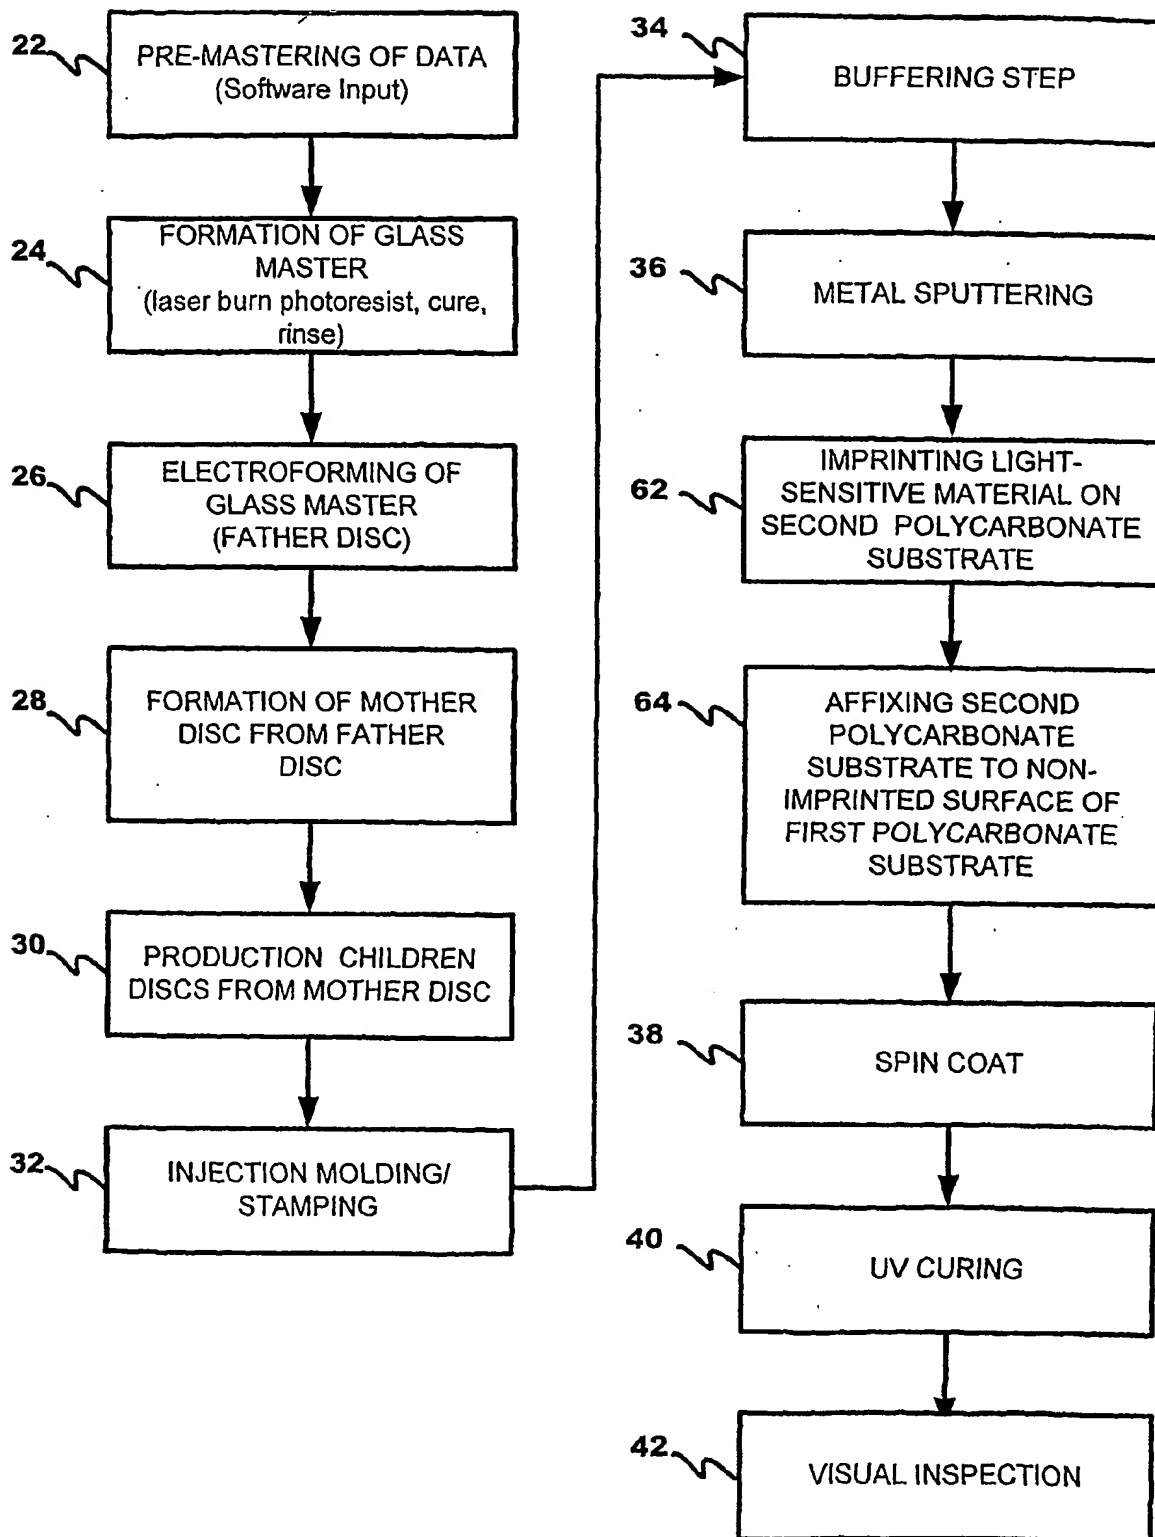 22
PRE-MASTERING OF DATA
(Software Input)
24
FORMATION OF GLASS
MASTER
(laser burn photoresist, cure,
rinse)
26
ELECTROFORMING OF
GLASS MASTER
(FATHER DISC)
28
FORMATION OF MOTHER
DISC FROM FATHER
DISC
30
PRODUCTION CHILDREN
DISCS FROM MOTHER DISC
32
INJECTION MOLDING/
STAMPING
34
BUFFERING STEP
36
METAL SPUTTERING
62
IMPRINTING LIGHT-
SENSITIVE MATERIAL ON
SECOND POLYCARBONATE
SUBSTRATE
64
AFFIXING SECOND
POLYCARBONATE
SUBSTRATE TO NON-
IMPRINTED SURFACE OF
FIRST POLYCARBONATE
SUBSTRATE
38
SPIN COAT
40
UV CURING
42
VISUAL INSPECTION